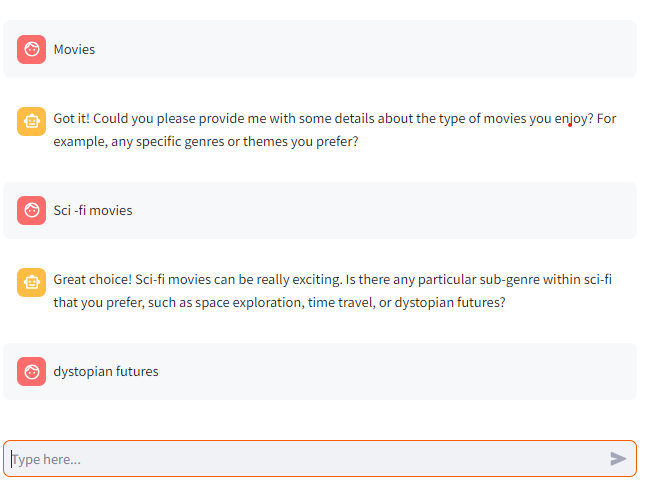 Movies
Got it! Could you please provide me with some details about the type of movies you enjoy? For
example, any specific genres or themes you prefer?
Sci -fi movies
Great choice! Sci-fi movies can be really exciting. Is there any particular sub-genre within sci-fi
that you prefer, such as space exploration, time travel, or dystopian futures?
dystopian futures
Type here...